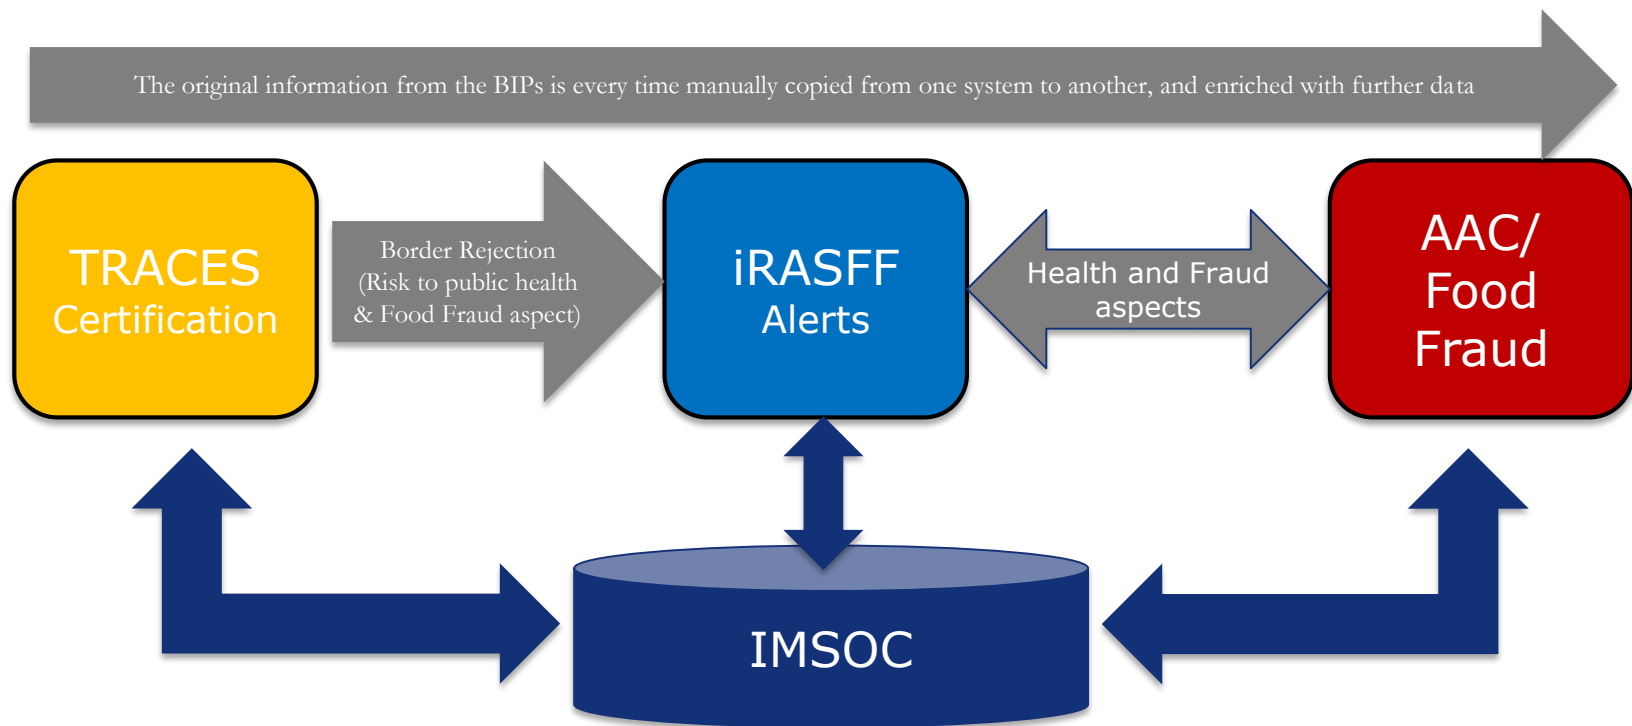 The original information from the BIPs is every time manually copied from one system to another, and enriched with further data
TRACES
Certification
Border Rejection
(Risk to public health
& Food Fraud aspect)
iRASFF
Alerts
Health and Fraud
aspects
AAC/
Food
Fraud
IMSOC